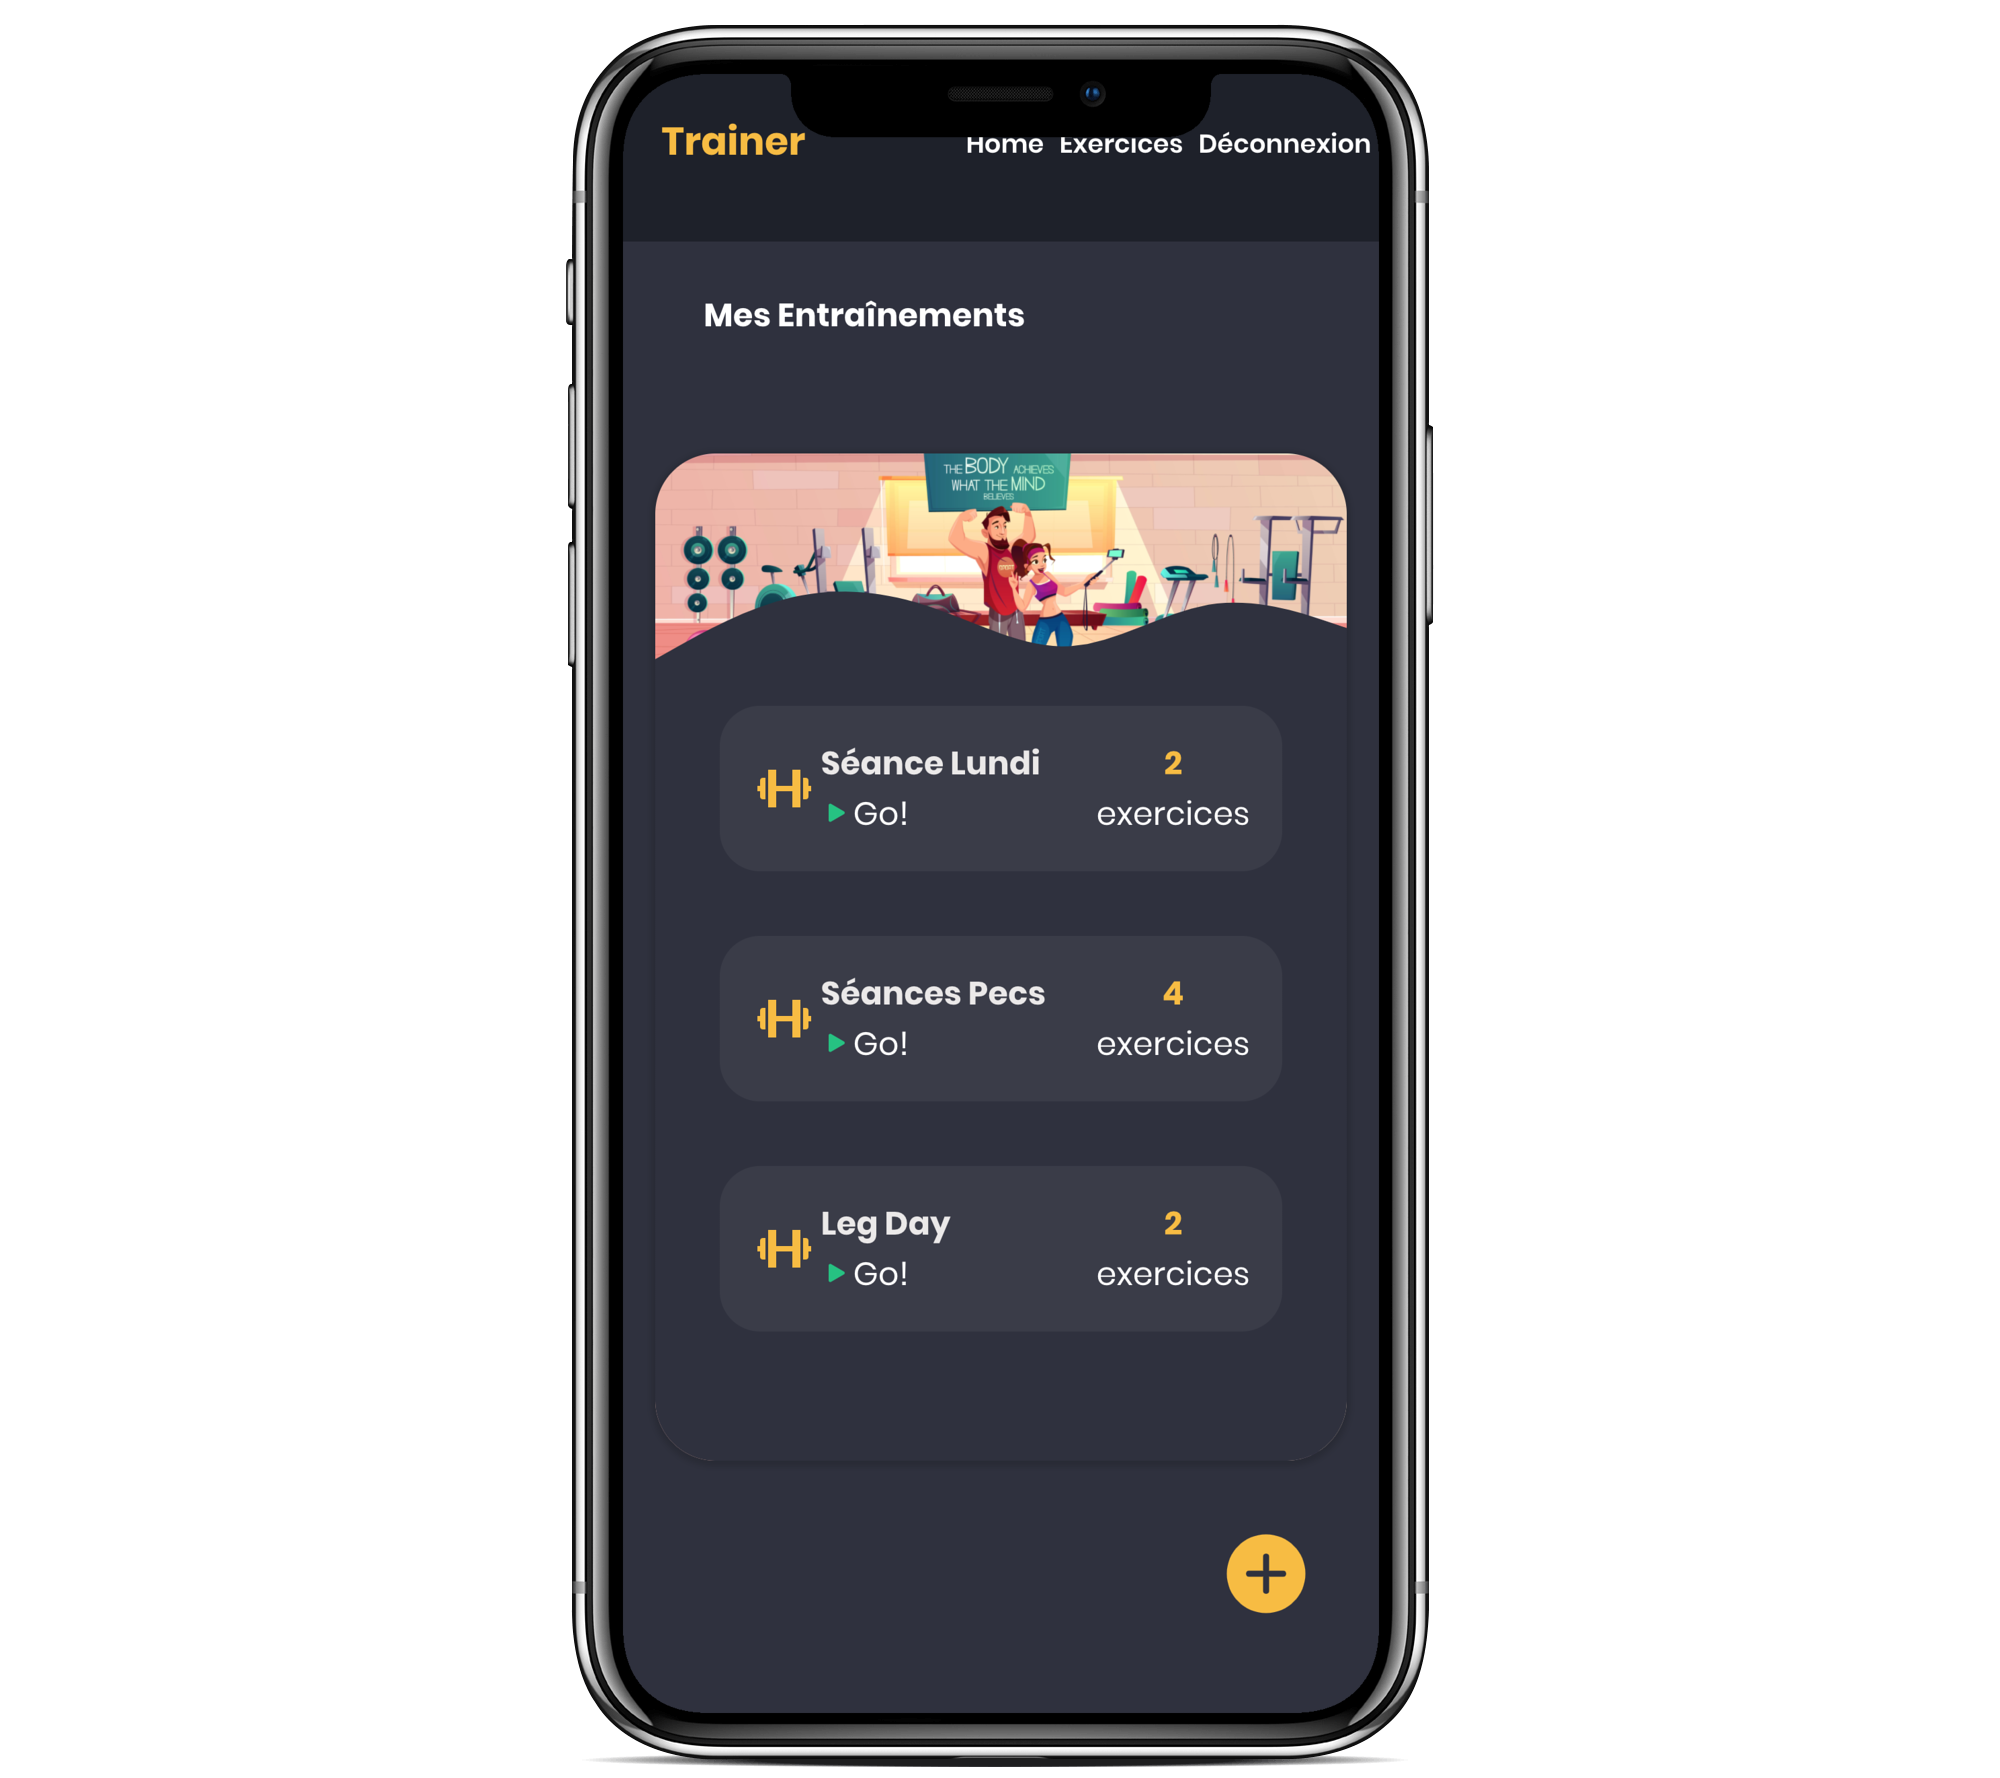 Trainer
Home Exercices Déconnexion
Mes Entraînements
THE BODY ACHIEVES
WHAT THE MIND
BELIEVES
Séance Lundi
2
Go!
exercices
Séances Pecs
4
Go!
exercices
Leg Day
2
Go!
exercices